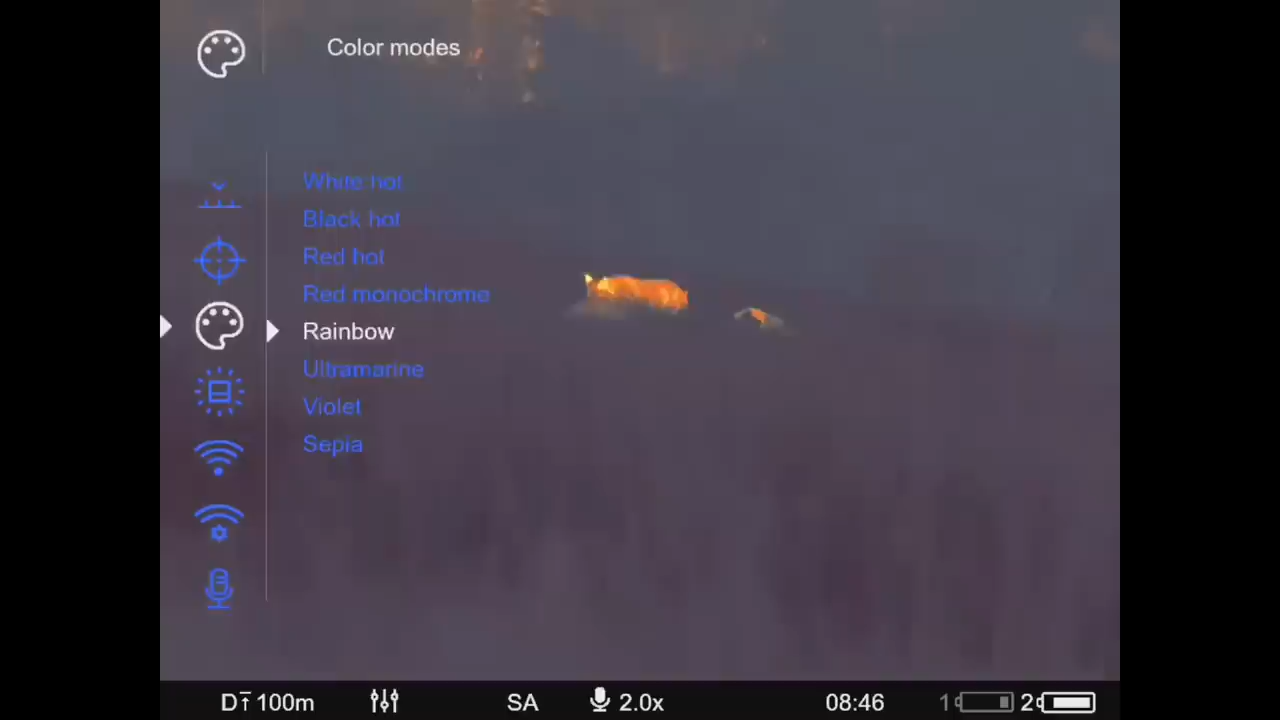 Color modes
White hot
Black hot
Red hot
Red monochrome
Rainbow
Ultramarine
Violet
Sepia
D 100m SA 2.0x 08:46 1 2